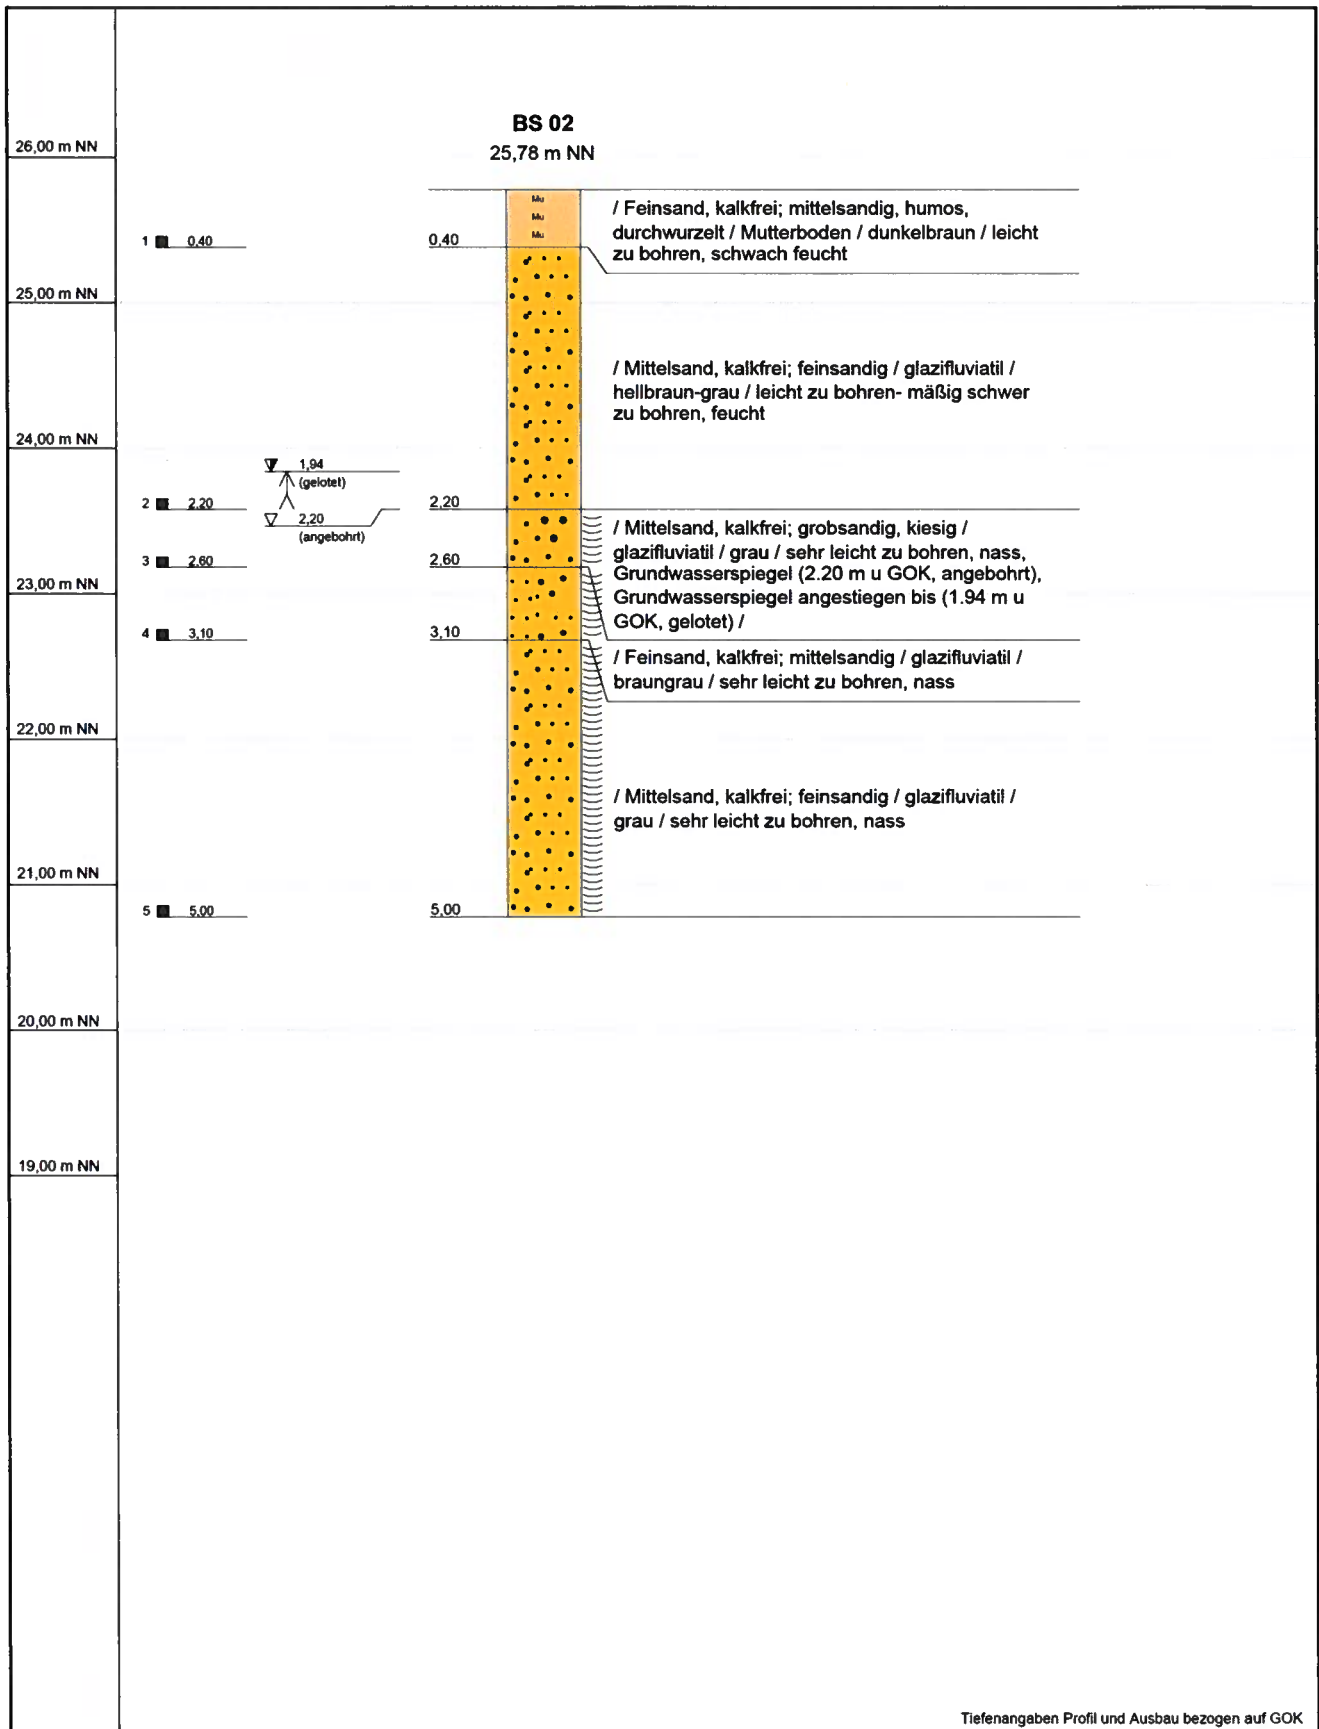 BS 02
25,78 m NN
26,00 m NN
25,00 m NN
24,00 m NN
23,00 m NN
22,00 m NN
21,00 m NN
20,00 m NN
19,00 m NN
1 0,40
2 2,20
3 2,60
4 3,10
5 5,00
1,94
(gelotet)
2,20
(angebohrt)
Mu
Mu
Mu
0,40
/ Feinsand, kalkfrei; mittelsandig, humos,
durchwurzelt / Mutterboden / dunkelbraun / leicht
zu bohren, schwach feucht
2,20
/ Mittelsand, kalkfrei; feinsandig / glazifluviatil /
hellbraun-grau / leicht zu bohren- mäßig schwer
zu bohren, feucht
2,60
/ Mittelsand, kalkfrei; grobsandig, kiesig /
glazifluviatil / grau / sehr leicht zu bohren, nass,
Grundwasserspiegel (2.20 m u GOK, angebohrt),
Grundwasserspiegel angestiegen bis (1.94 m u
GOK, gelotet) /
3,10
/ Feinsand, kalkfrei; mittelsandig / glazifluviatil /
braungrau / sehr leicht zu bohren, nass
5,00
/ Mittelsand, kalkfrei; feinsandig / glazifluviatil /
grau / sehr leicht zu bohren, nass
Tiefenangaben Profil und Ausbau bezogen auf GOK